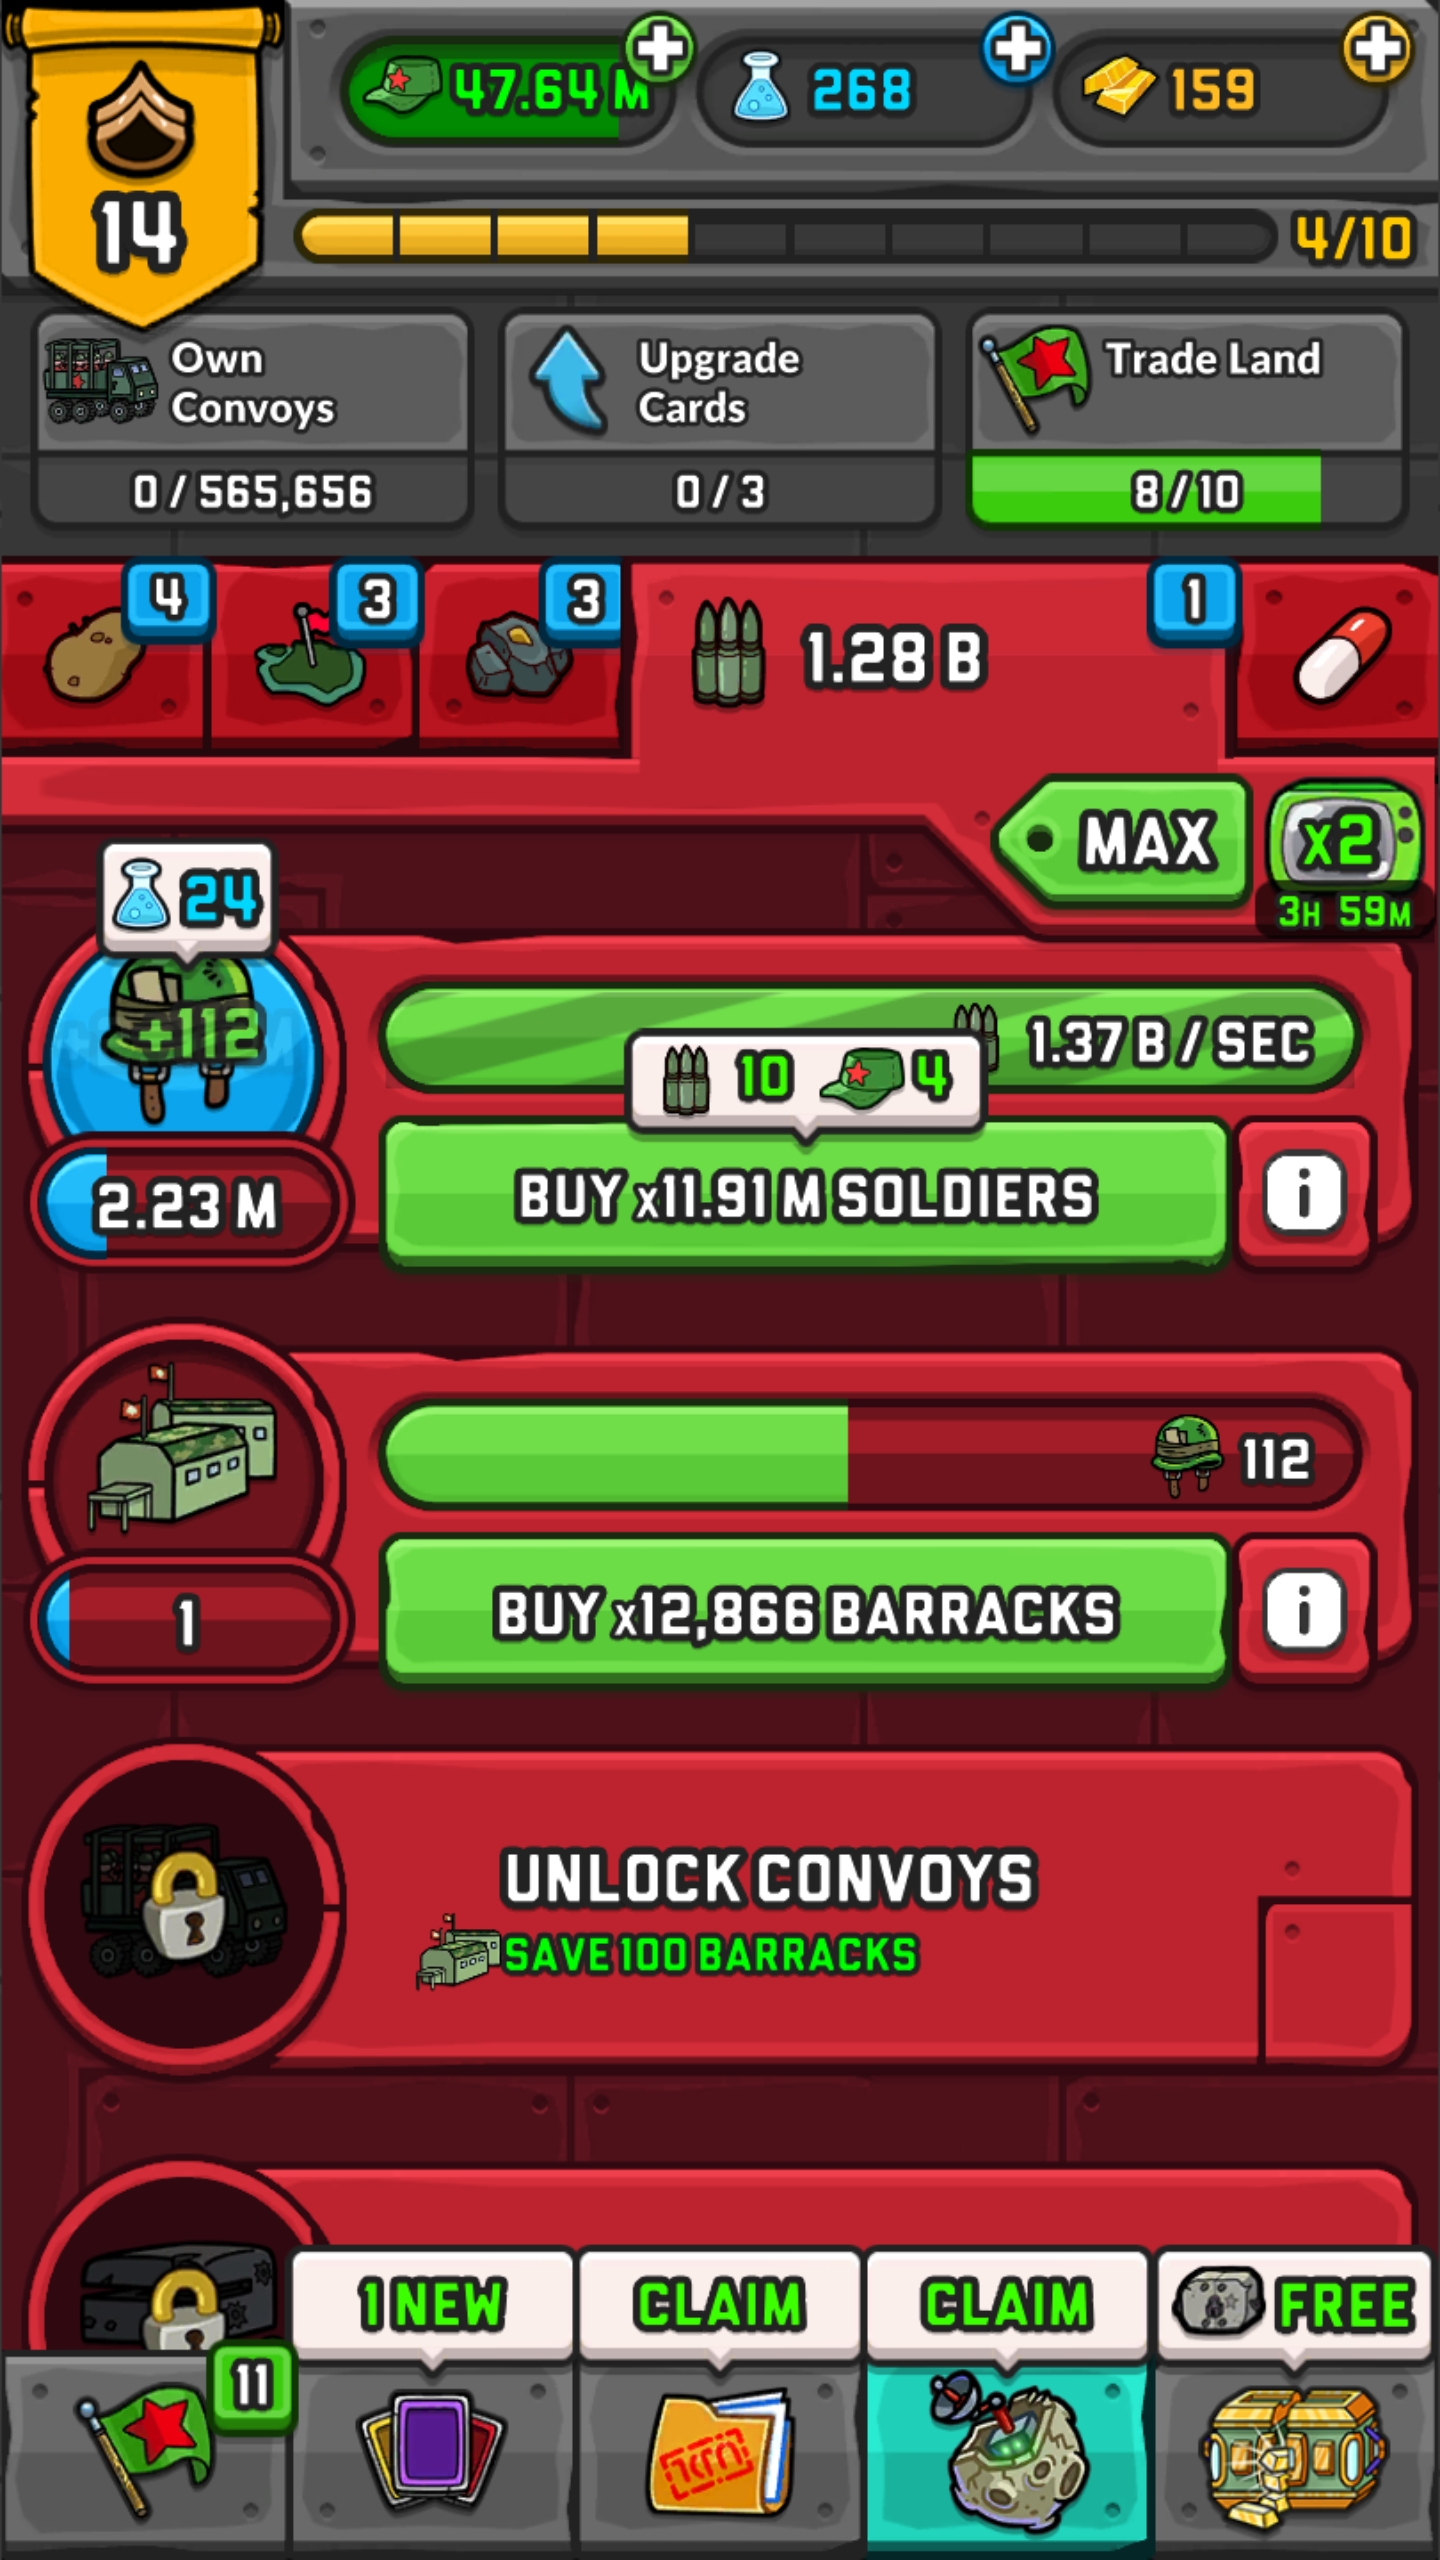 14
47.64 M
268
159
4/10
Own
Convoys
0 / 565,656
Upgrade
Cards
0 / 3
Trade Land
8 / 10
4
3
3
1.28 B
1
MAX
x2
3H 59M
24
+112
1.37 B / SEC
10
4
BUY x11.91 M SOLDIERS
i
2.23 M
112
BUY x12,866 BARRACKS
i
1
UNLOCK CONVOYS
SAVE 100 BARRACKS
1 NEW
CLAIM
CLAIM
FREE
11